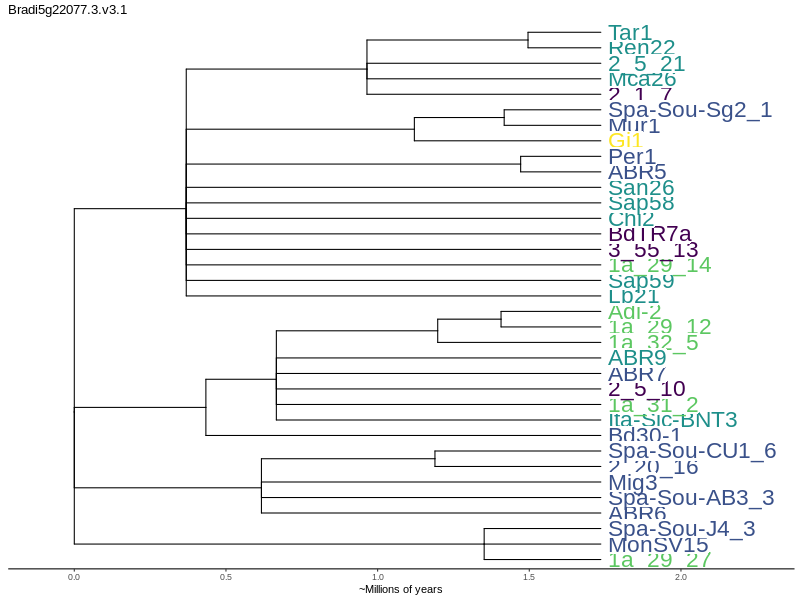 Bradi5g22077.3.v3.1
Tar1
Ren22
2_5_21
Mca26
2_1_7
Spa-Sou-Sg2_1
Mur1
Gi1
Per1
ABR5
San26
Sap58
Chi2
BdTR7a
3_55_13
1a_29_14
Sap59
Lb21
Adi-2
1a_29_12
1a_32_5
ABR9
ABR7
2_5_10
1a_31_2
Ita-Sic-BNT3
Bd30-1
Spa-Sou-CU1_6
2_20_16
Mig3
Spa-Sou-AB3_3
ABR6
Spa-Sou-J4_3
MonSV15
1a_29_27
0.0 0.5 1.0 1.5 2.0
~Millions of years